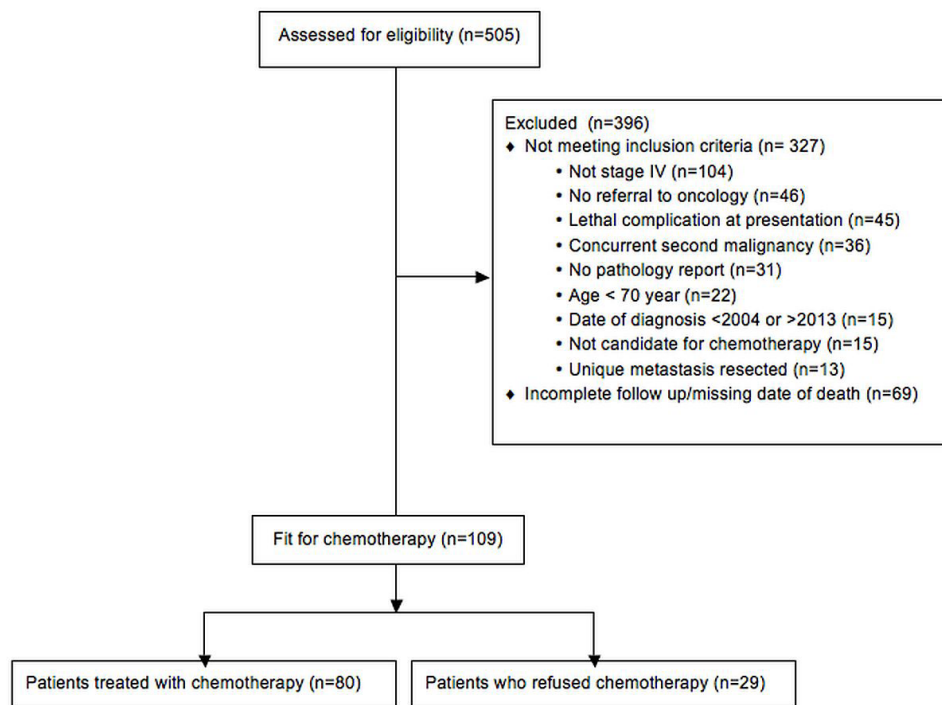 Assessed for eligibility (n=505)
Excluded (n=396)
♦ Not meeting inclusion criteria (n= 327)
• Not stage IV (n=104)
• No referral to oncology (n=46)
• Lethal complication at presentation (n=45)
• Concurrent second malignancy (n=36)
• No pathology report (n=31)
• Age < 70 year (n=22)
• Date of diagnosis <2004 or >2013 (n=15)
• Not candidate for chemotherapy (n=15)
• Unique metastasis resected (n=13)
♦ Incomplete follow up/missing date of death (n=69)
Fit for chemotherapy (n=109)
Patients treated with chemotherapy (n=80)
Patients who refused chemotherapy (n=29)